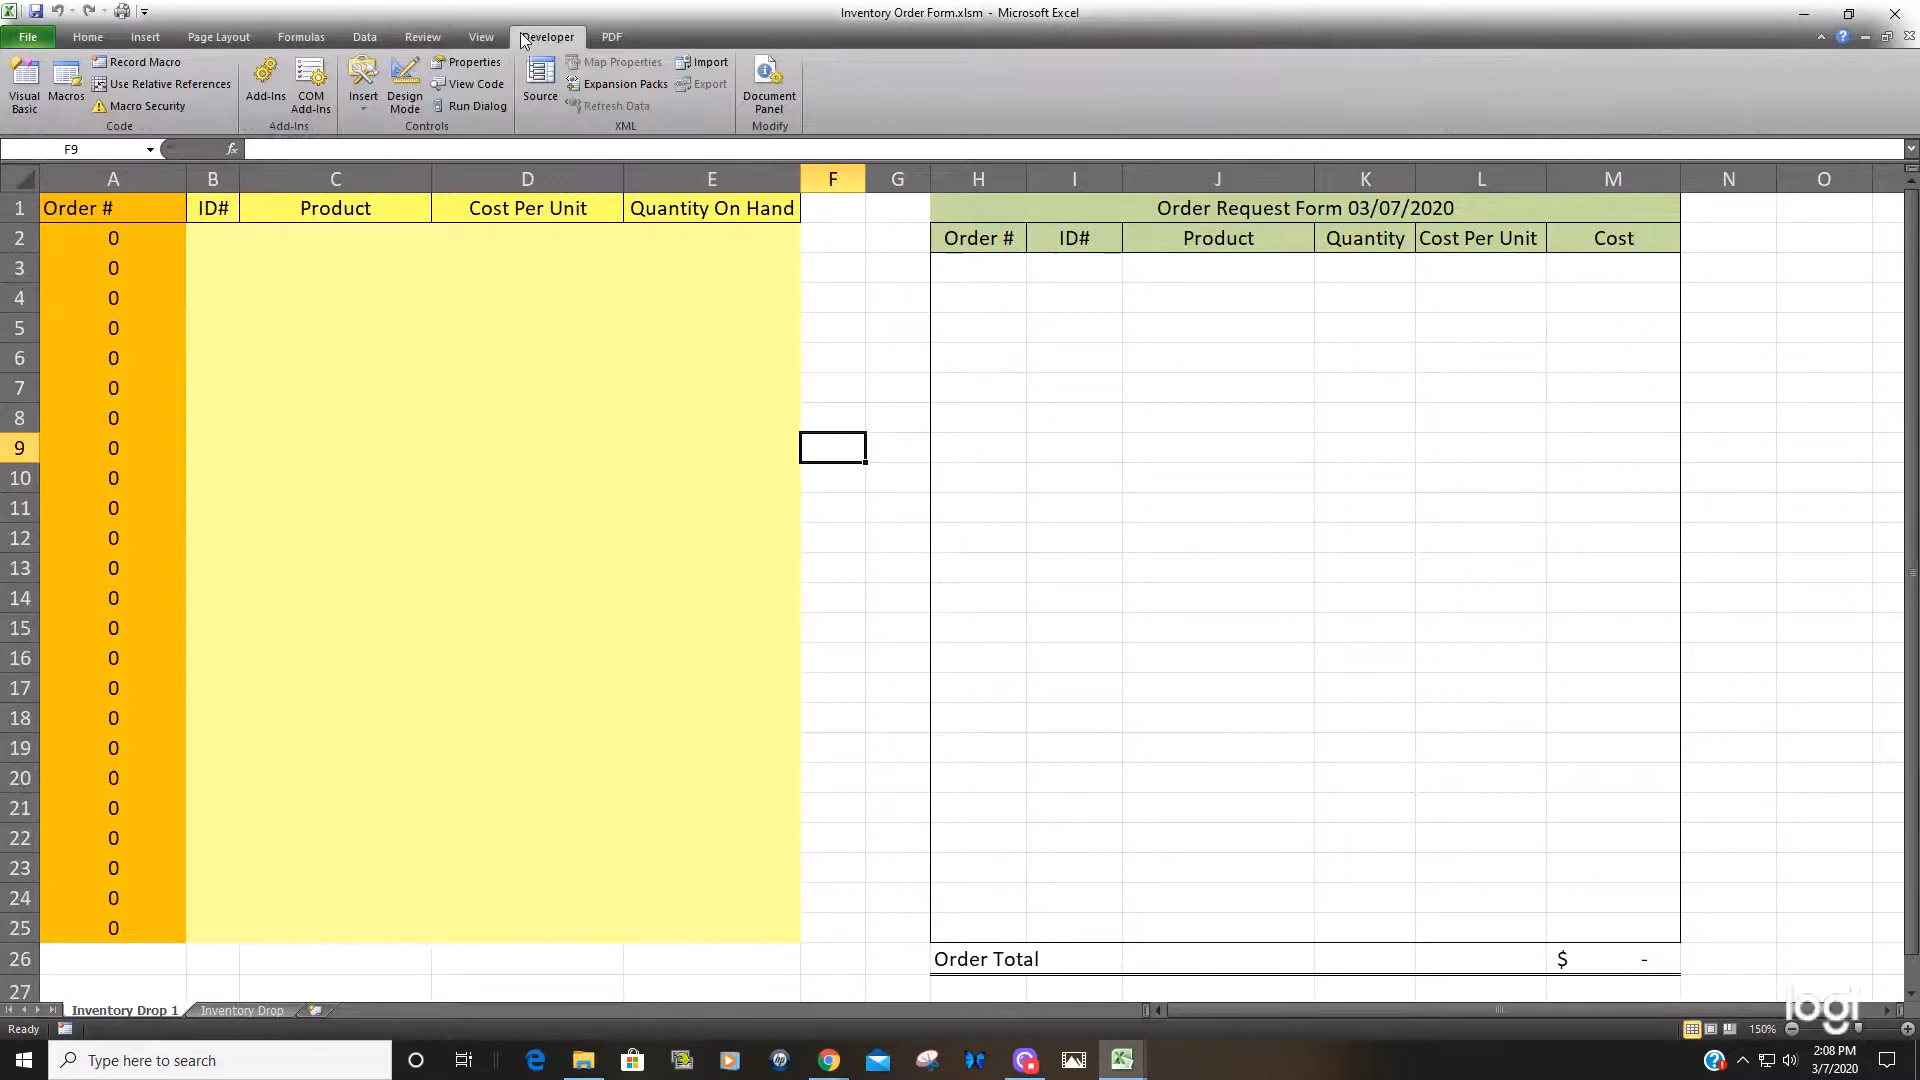 Inventory Order Form.xlsm - Microsoft Excel
File Home Insert Page Layout Formulas Data Review View Developer PDF
Visual Basic
Macros
Record Macro
Use Relative References
Macro Security
Code
Add-Ins
COM Add-Ins
Add-Ins
Insert
Design Mode
Properties
View Code
Run Dialog
Controls
Source
Map Properties
Expansion Packs
Refresh Data
Import
Export
XML
Document Panel
Modify
F9 fx
A B C D E F G H I J K L M N O
1 Order # ID# Product Cost Per Unit Quantity On Hand Order Request Form 03/07/2020
2 0 Order # ID# Product Quantity Cost Per Unit Cost
3 0
4 0
5 0
6 0
7 0
8 0
9 0
10 0
11 0
12 0
13 0
14 0
15 0
16 0
17 0
18 0
19 0
20 0
21 0
22 0
23 0
24 0
25 0
26 Order Total $ -
27
Inventory Drop 1 Inventory Drop
logi
Ready 150%
Type here to search
2:08 PM
3/7/2020